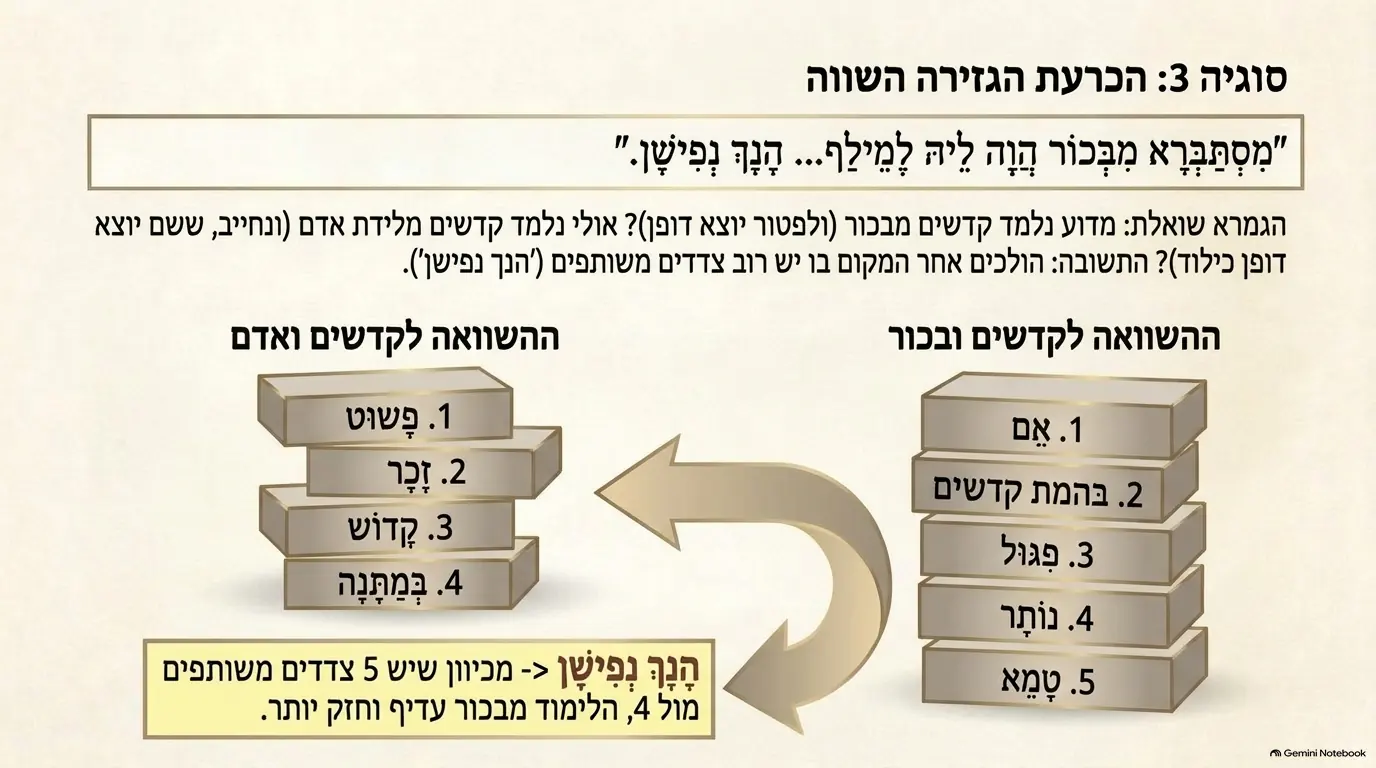 סוגיה 3: הכרעת הגזירה השווה
"מִסְתַּבְּרָא מִבְּכוֹר הֲוָה לֵיהּ לְמֵילַף... הָנָךְ נְפִישָׁן."
הגמרא שואלת: מדוע נלמד קדשים מבכור (ולפטור יוצא דופן)? אולי נלמד קדשים מלידת אדם (ונחייב, ששם יוצא
דופן כילוד)? התשובה: הולכים אחר המקום בו יש רוב צדדים משותפים ('הנך נפישן').
ההשוואה לקדשים ובכור
1. אֵם
2. בהמת קדשים
3. פִּגּוּל
4. נוֹתָר
5. טָמֵא
ההשוואה לקדשים ואדם
1. פָּשׁוּט
2. זָכָר
3. קָדוֹשׁ
4. בְּמַתָּנָה
הָנָךְ נְפִישָׁן <- מכיוון שיש 5 צדדים משותפים
מול 4, הלימוד מבכור עדיף וחזק יותר.
Gemini Notebook